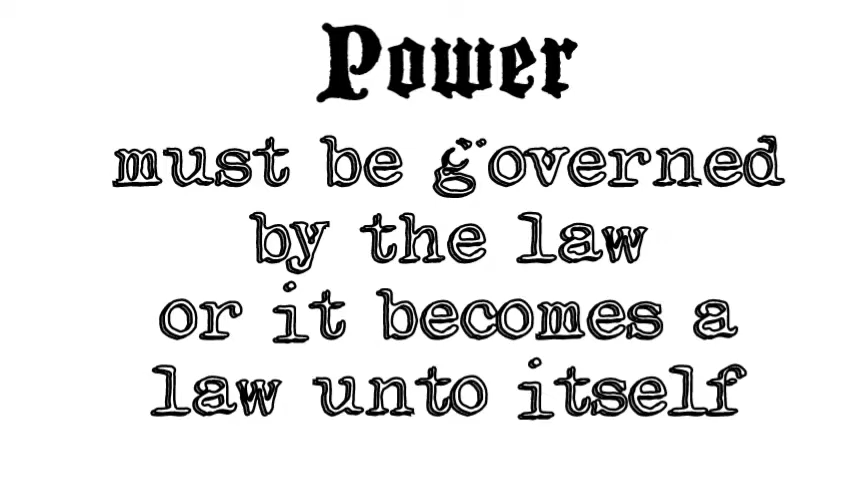 Power
must be governed
by the law
or it becomes a
law unto itself